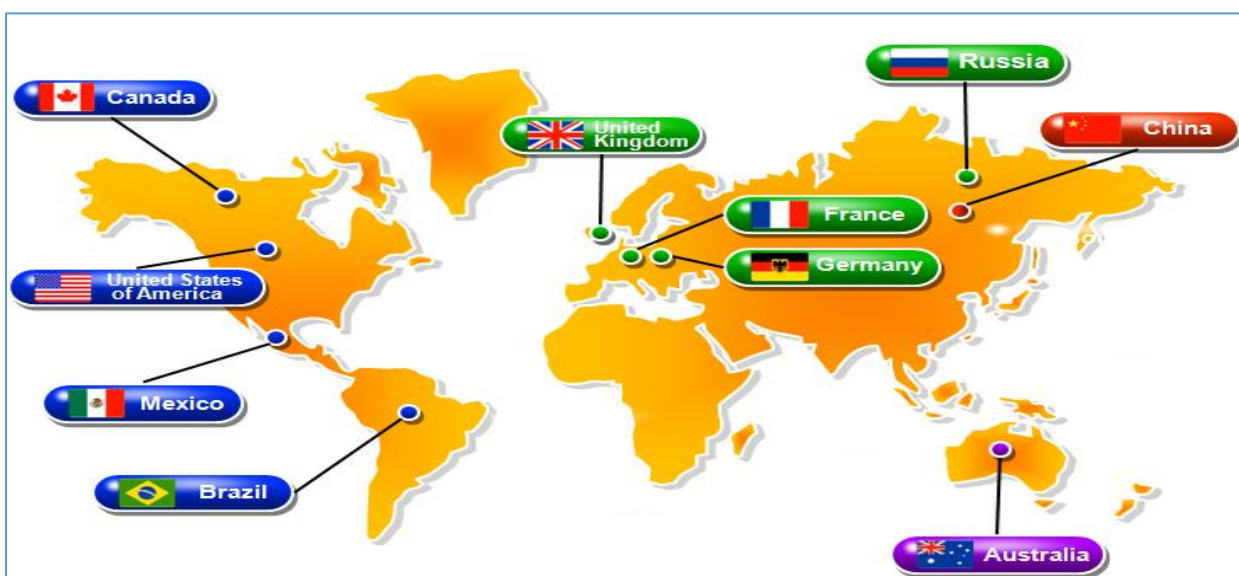 Canada
Russia
United
Kingdom
China
France
Germany
United States
of America
Mexico
Brazil
Australia